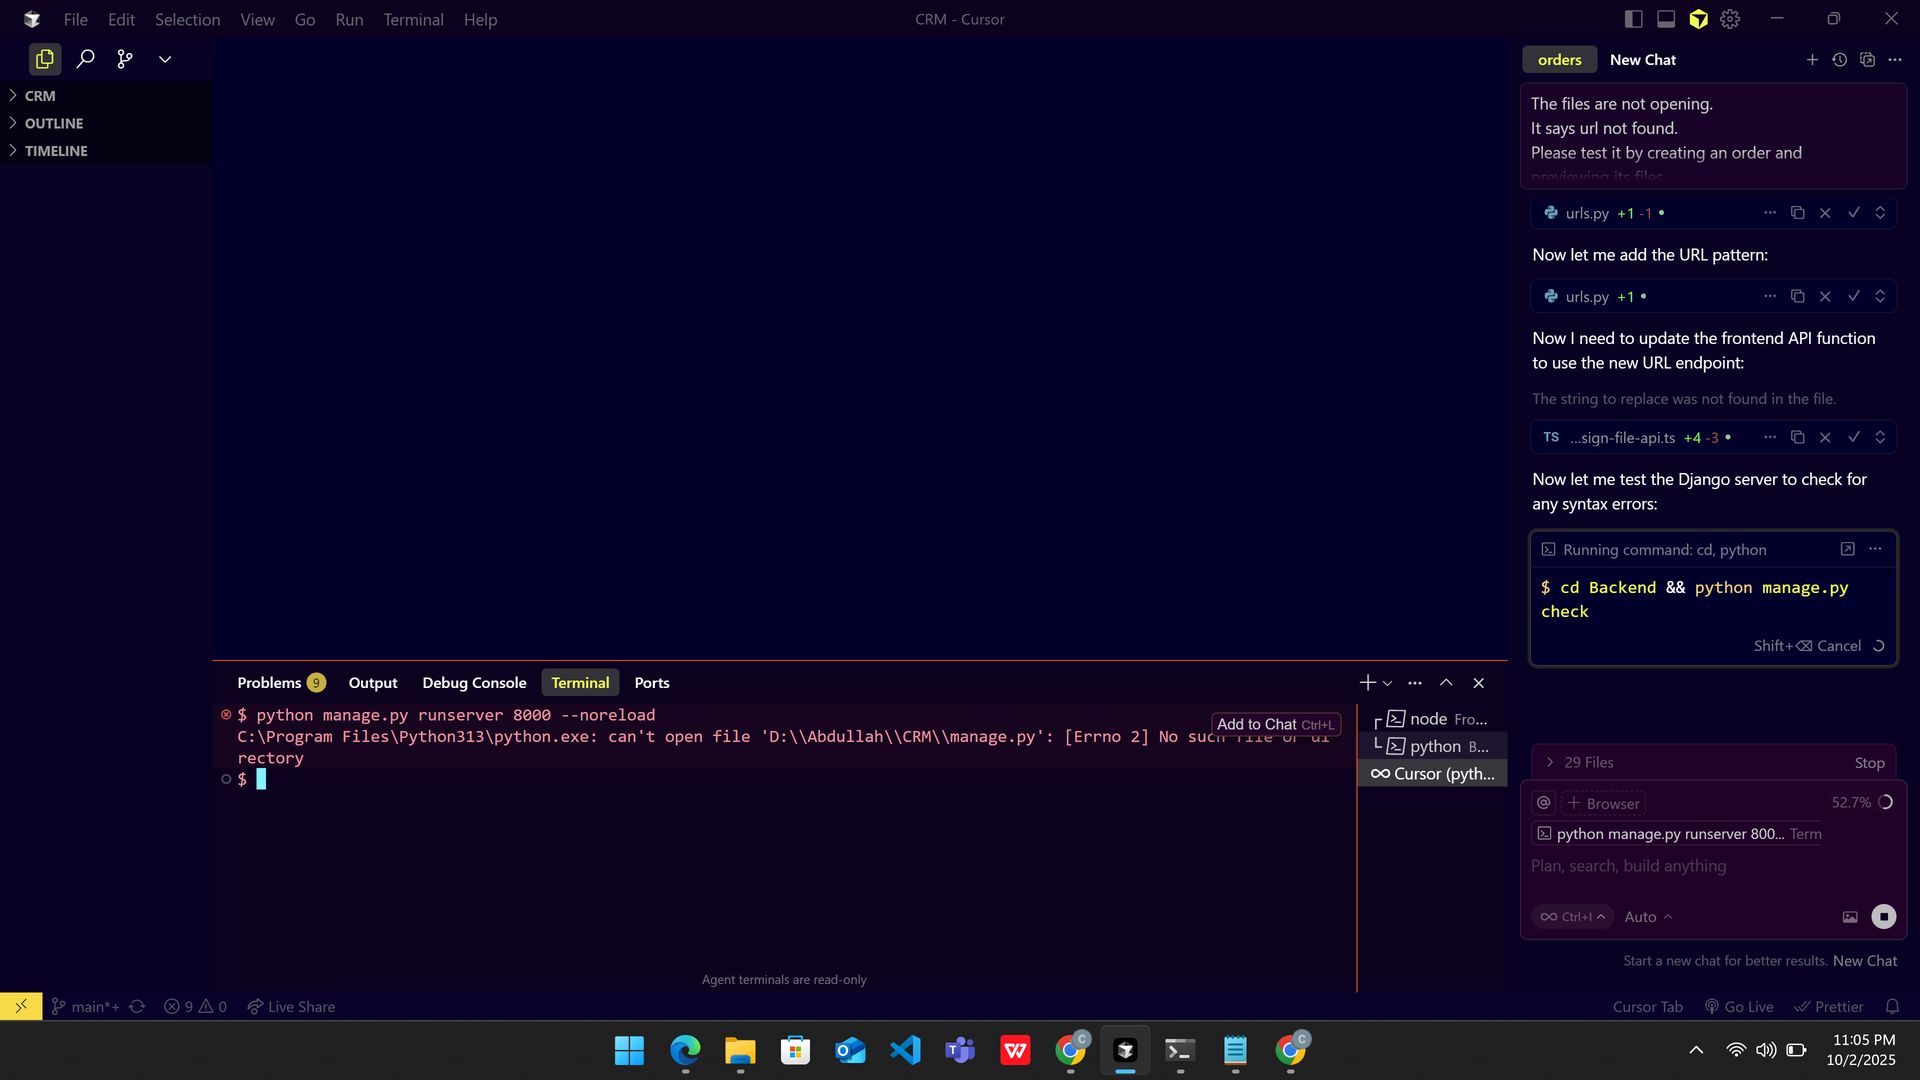 File Edit Selection View Go Run Terminal Help
CRM - Cursor
CRM
OUTLINE
TIMELINE
orders New Chat
The files are not opening.
It says url not found.
Please test it by creating an order and
previewing its files
urls.py +1 -1
Now let me add the URL pattern:
urls.py +1
Now I need to update the frontend API function
to use the new URL endpoint:
The string to replace was not found in the file.
TS ...sign-file-api.ts +4 -3
Now let me test the Django server to check for
any syntax errors:
Running command: cd, python
$ cd Backend && python manage.py
check
Shift+⌫ Cancel
29 Files Stop
@ + Browser 52.7%
python manage.py runserver 800... Term
Plan, search, build anything
Ctrl+I Auto
Start a new chat for better results. New Chat
Problems 9 Output Debug Console Terminal Ports
$ python manage.py runserver 8000 --noreload
Add to Chat Ctrl+L
C:\Program Files\Python313\python.exe: can't open file 'D:\\Abdullah\\CRM\\manage.py': [Errno 2] No such file or di
rectory
$
node Fro...
python B...
Cursor (pyth...
Agent terminals are read-only
main*+ 9 0 Live Share
Cursor Tab Go Live Prettier
11:05 PM
10/2/2025